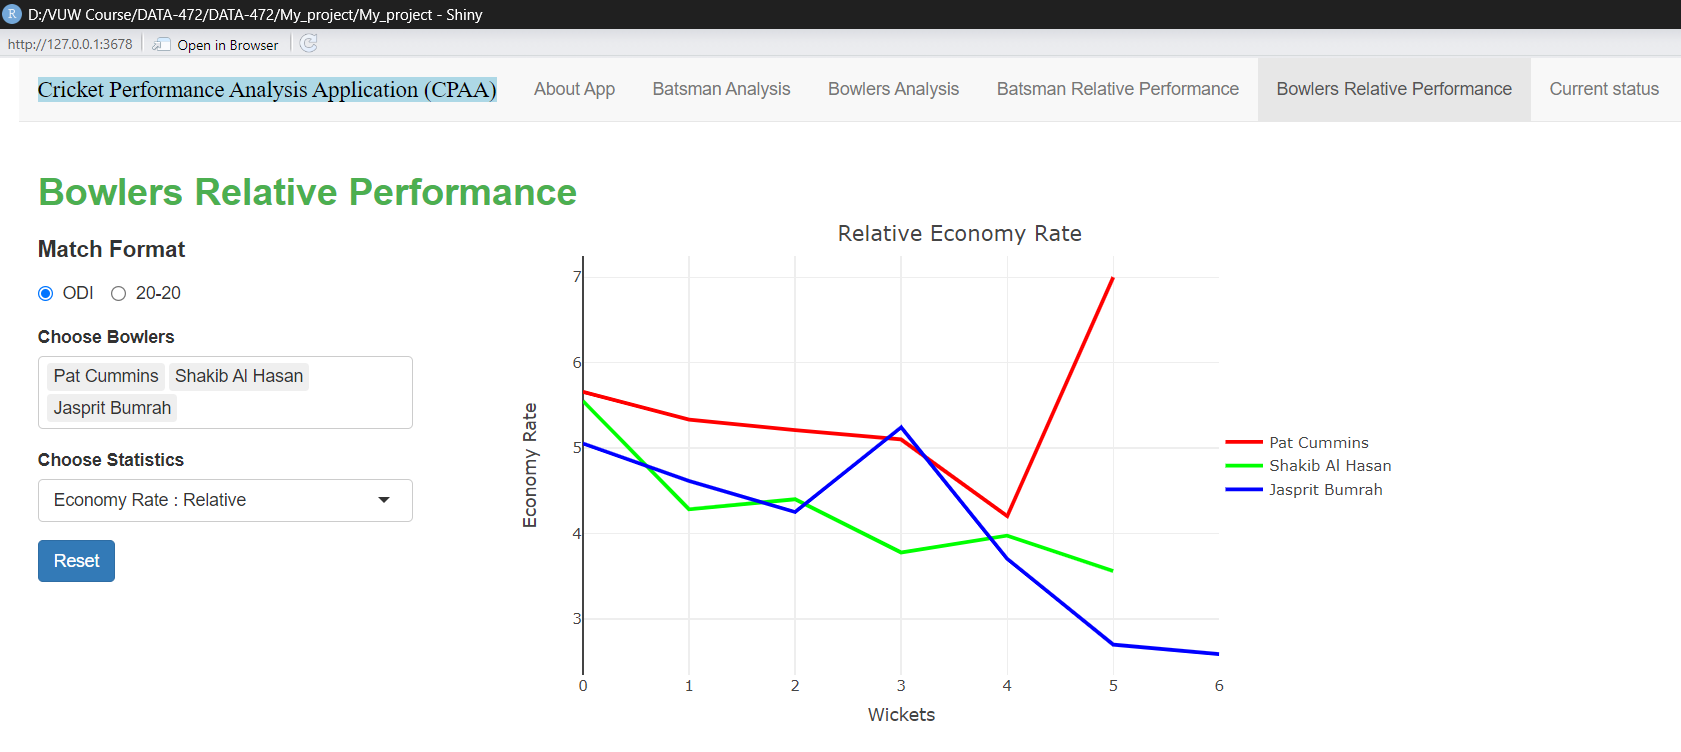 D:/VUW Course/DATA-472/DATA-472/My_project/My_project - Shiny
http://127.0.0.1:3678 Open in Browser
Cricket Performance Analysis Application (CPAA) About App Batsman Analysis Bowlers Analysis Batsman Relative Performance Bowlers Relative Performance Current status
Bowlers Relative Performance
Match Format
ODI 20-20
Choose Bowlers
Pat Cummins Shakib Al Hasan
Jasprit Bumrah
Choose Statistics
Economy Rate : Relative
Reset
Relative Economy Rate
7
6
5
4
3
Economy Rate
0 1 2 3 4 5 6
Wickets
Pat Cummins
Shakib Al Hasan
Jasprit Bumrah